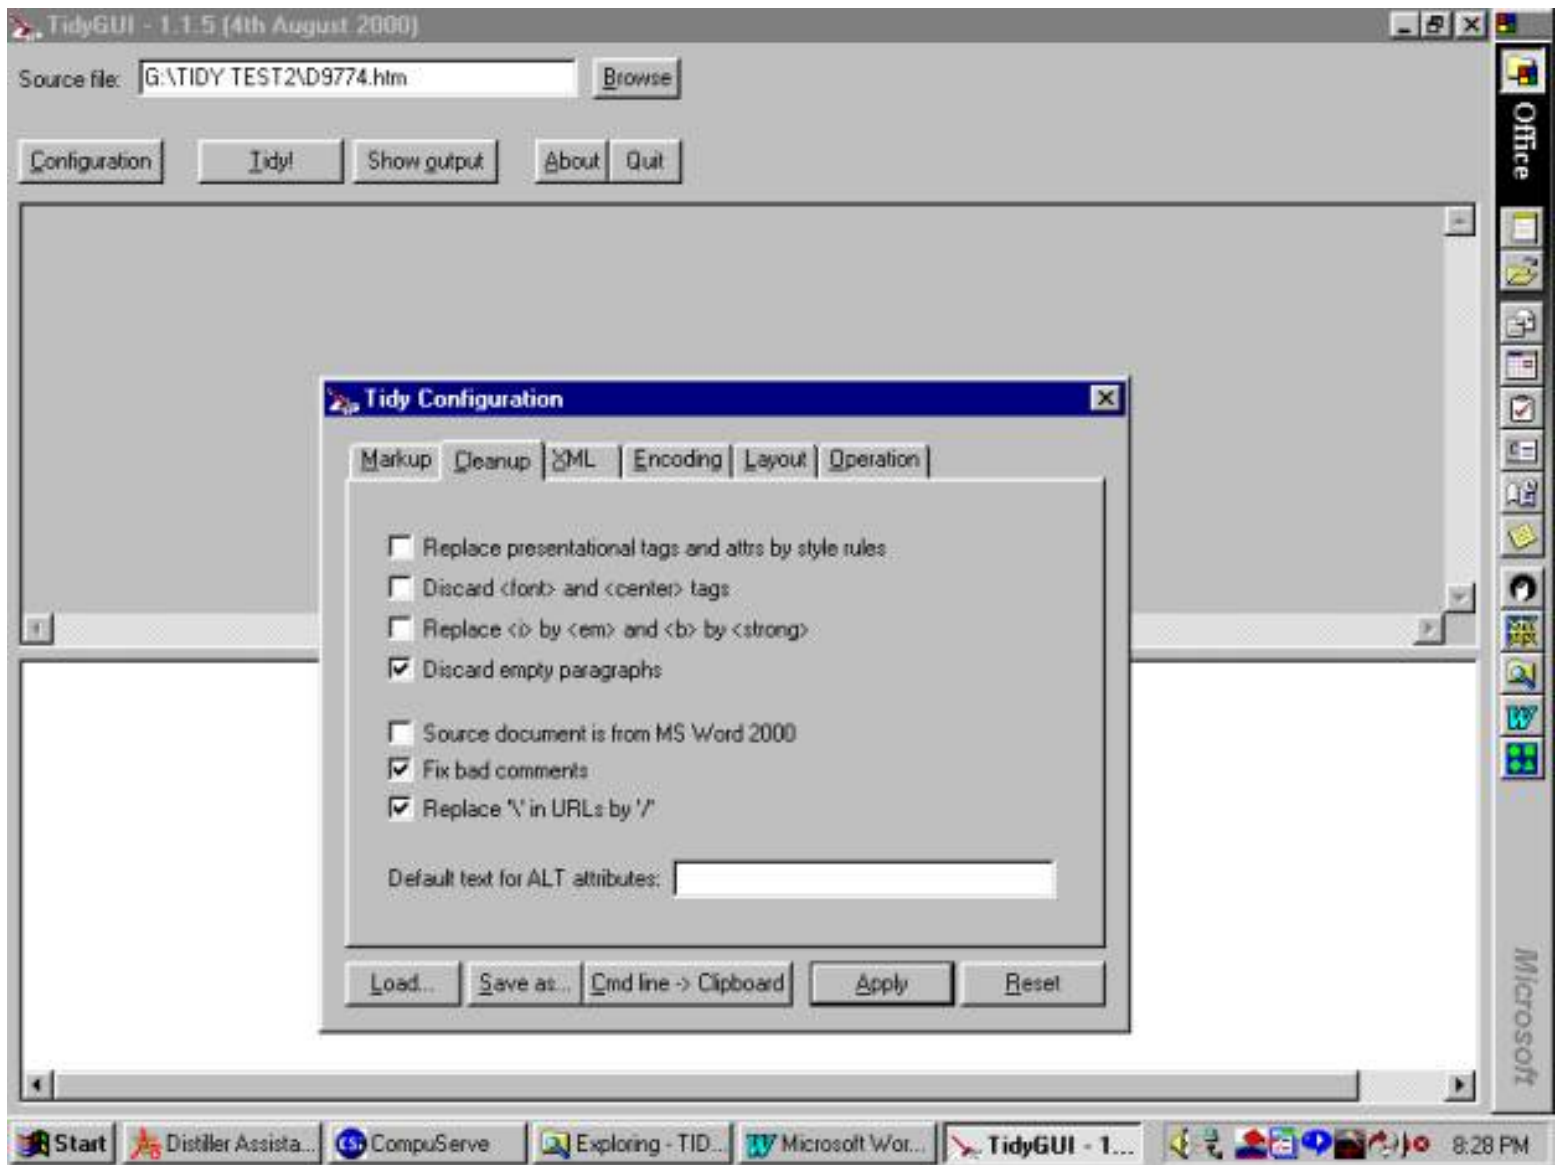 TidyGUI - 1.1.5 (4th August 2000)
Source file: G:\TIDY TEST2\D9774.htm Browse
Configuration Tidy! Show output About Quit
Office
Tidy Configuration
Markup Cleanup XML Encoding Layout Operation
Replace presentational tags and attrs by style rules
Discard <font> and <center> tags
Replace <i> by <em> and <b> by <strong>
Discard empty paragraphs
Source document is from MS Word 2000
Fix bad comments
Replace '\' in URLs by '/'
Default text for ALT attributes:
Load... Save as... Cmd line -> Clipboard Apply Reset
Microsoft
Start Distiller Assista... CompuServe Exploring - TID... Microsoft Wor... TidyGUI - 1... 8:28 PM